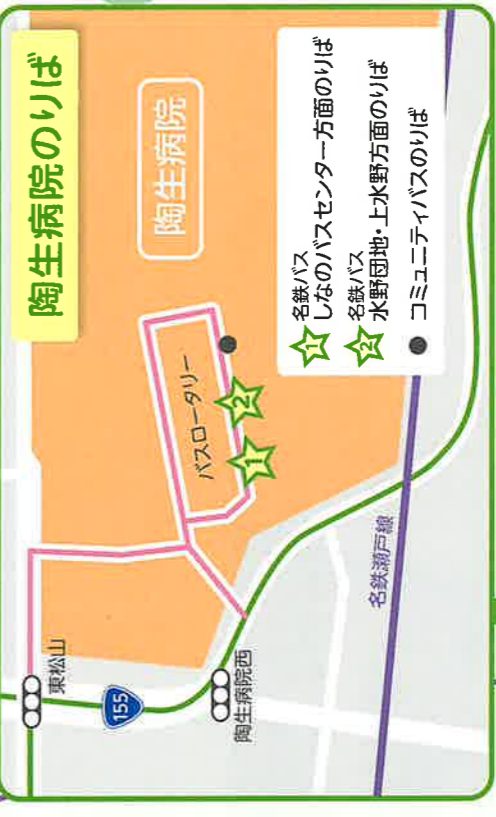 陶生病院のりば
陶生病院
バスロータリー
1
2
東松山
155
陶生病院西
名鉄瀬戸線
1 名鉄バス
しなのバスセンター方面のりば
2 名鉄バス
水野団地・上水野方面のりば
コミュニティバスのりば